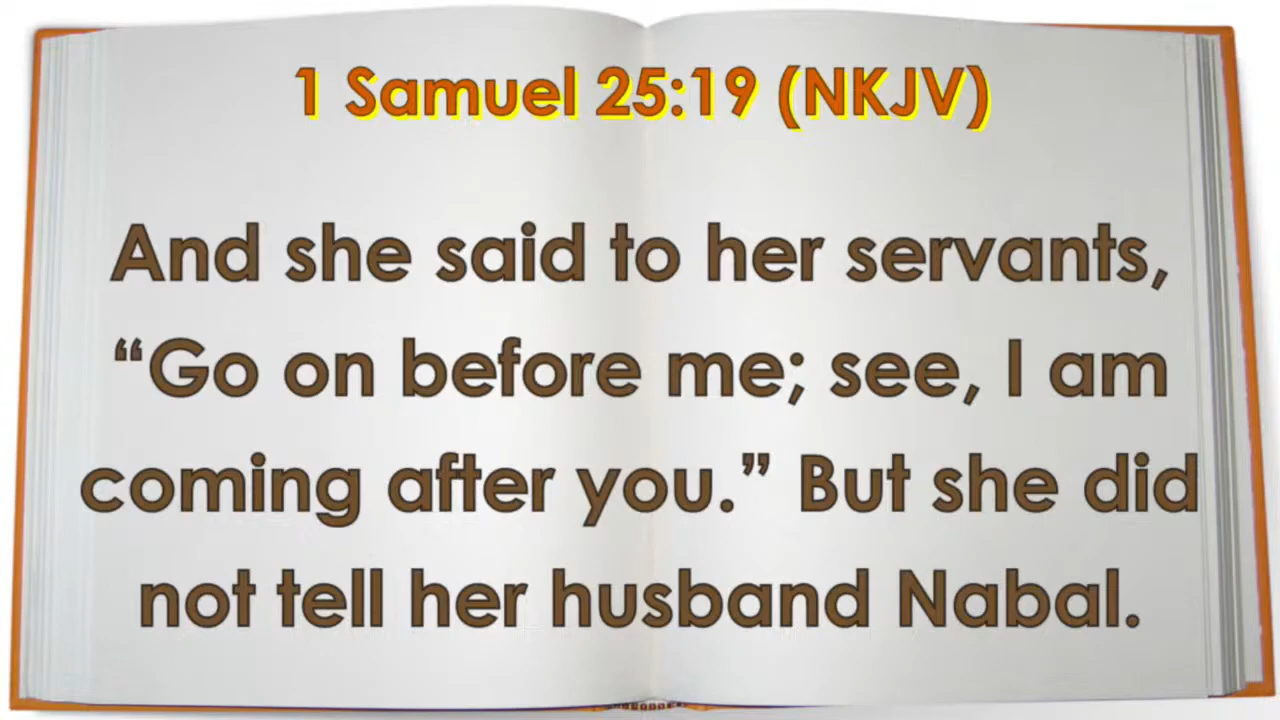 1 Samuel 25:19 (NKJV)
And she said to her servants,
“Go on before me; see, I am
coming after you.” But she did
not tell her husband Nabal.